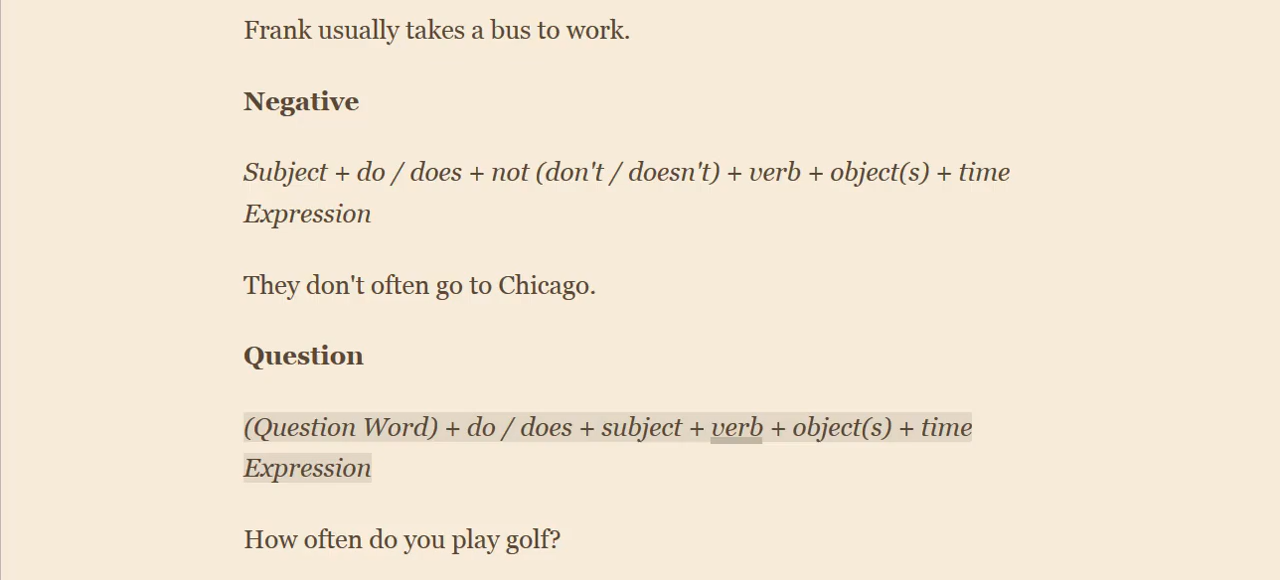 Frank usually takes a bus to work.
Negative
Subject + do / does + not (don't / doesn't) + verb + object(s) + time
Expression
They don't often go to Chicago.
Question
(Question Word) + do / does + subject + verb + object(s) + time
Expression
How often do you play golf?